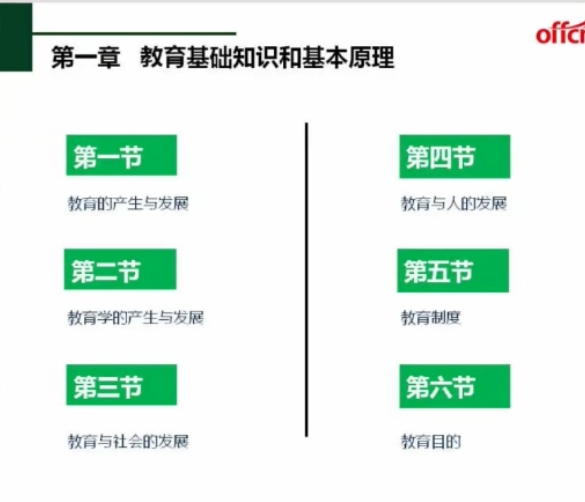 第一章 教育基础知识和基本原理
第一节
教育的产生与发展
第二节
教育学的产生与发展
第三节
教育与社会的发展
第四节
教育与人的发展
第五节
教育制度
第六节
教育目的